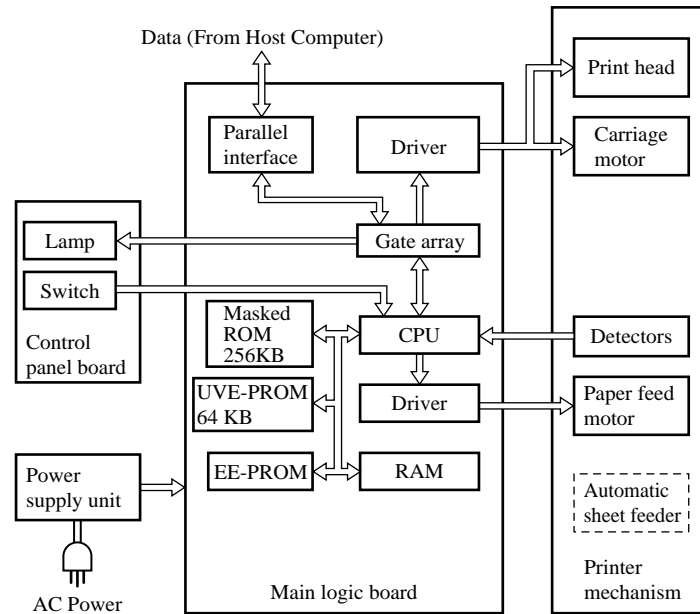 Data (From Host Computer)
Print head
Parallel
interface
Driver
Carriage
motor
Lamp
Gate array
Switch
Masked
ROM
256KB
CPU
Detectors
Control
panel board
UVE-PROM
64 KB
Driver
Paper feed
motor
Power
supply unit
EE-PROM
RAM
Automatic
sheet feeder
Printer
mechanism
Main logic board
AC Power